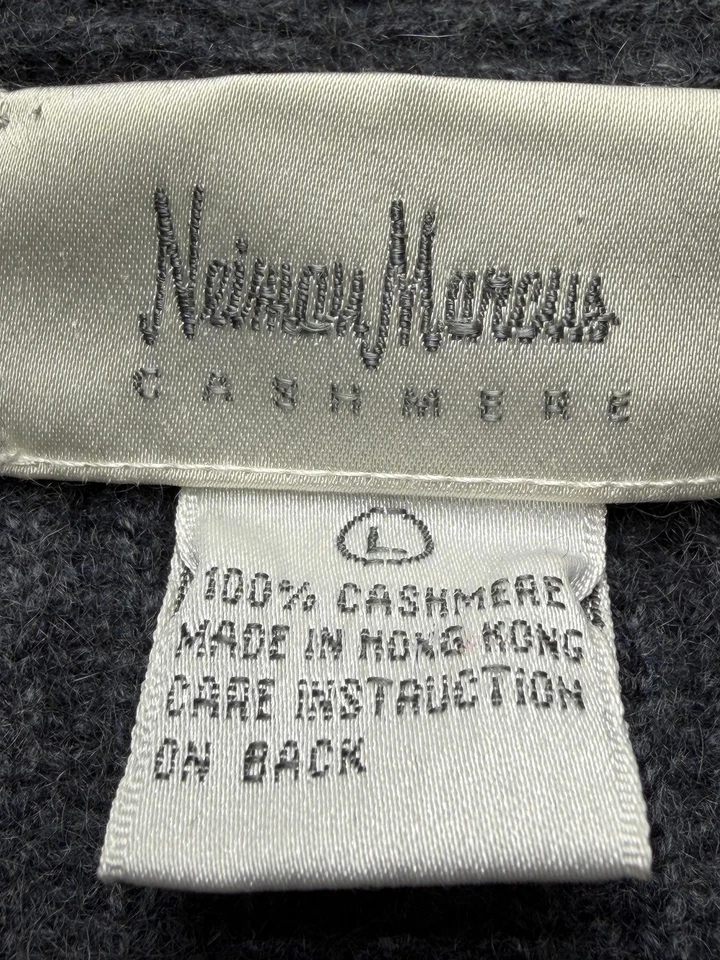 Neiman Marcus
CASHMERE
L
100% CASHMERE
MADE IN HONG KONG
CARE INSTRUCTION
ON BACK